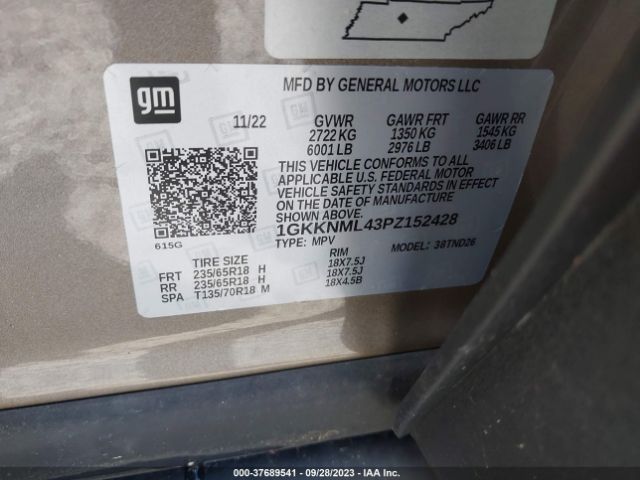 gm
MFD BY GENERAL MOTORS LLC
11/22 GVWR GAWR FRT GAWR RR
2722 KG 1350 KG 1545 KG
6001 LB 2976 LB 3406 LB
THIS VEHICLE CONFORMS TO ALL
APPLICABLE U.S. FEDERAL MOTOR
VEHICLE SAFETY STANDARDS IN EFFECT
ON THE DATE OF MANUFACTURE
SHOWN ABOVE.
1GKKNML43PZ152428
615G
TYPE: MPV MODEL: 38TND26
TIRE SIZE RIM
FRT 235/65R18 H 18X7.5J
RR 235/65R18 H 18X7.5J
SPA T135/70R18 M 18X4.5B
000-37689541 - 09/28/2023 - IAA Inc.